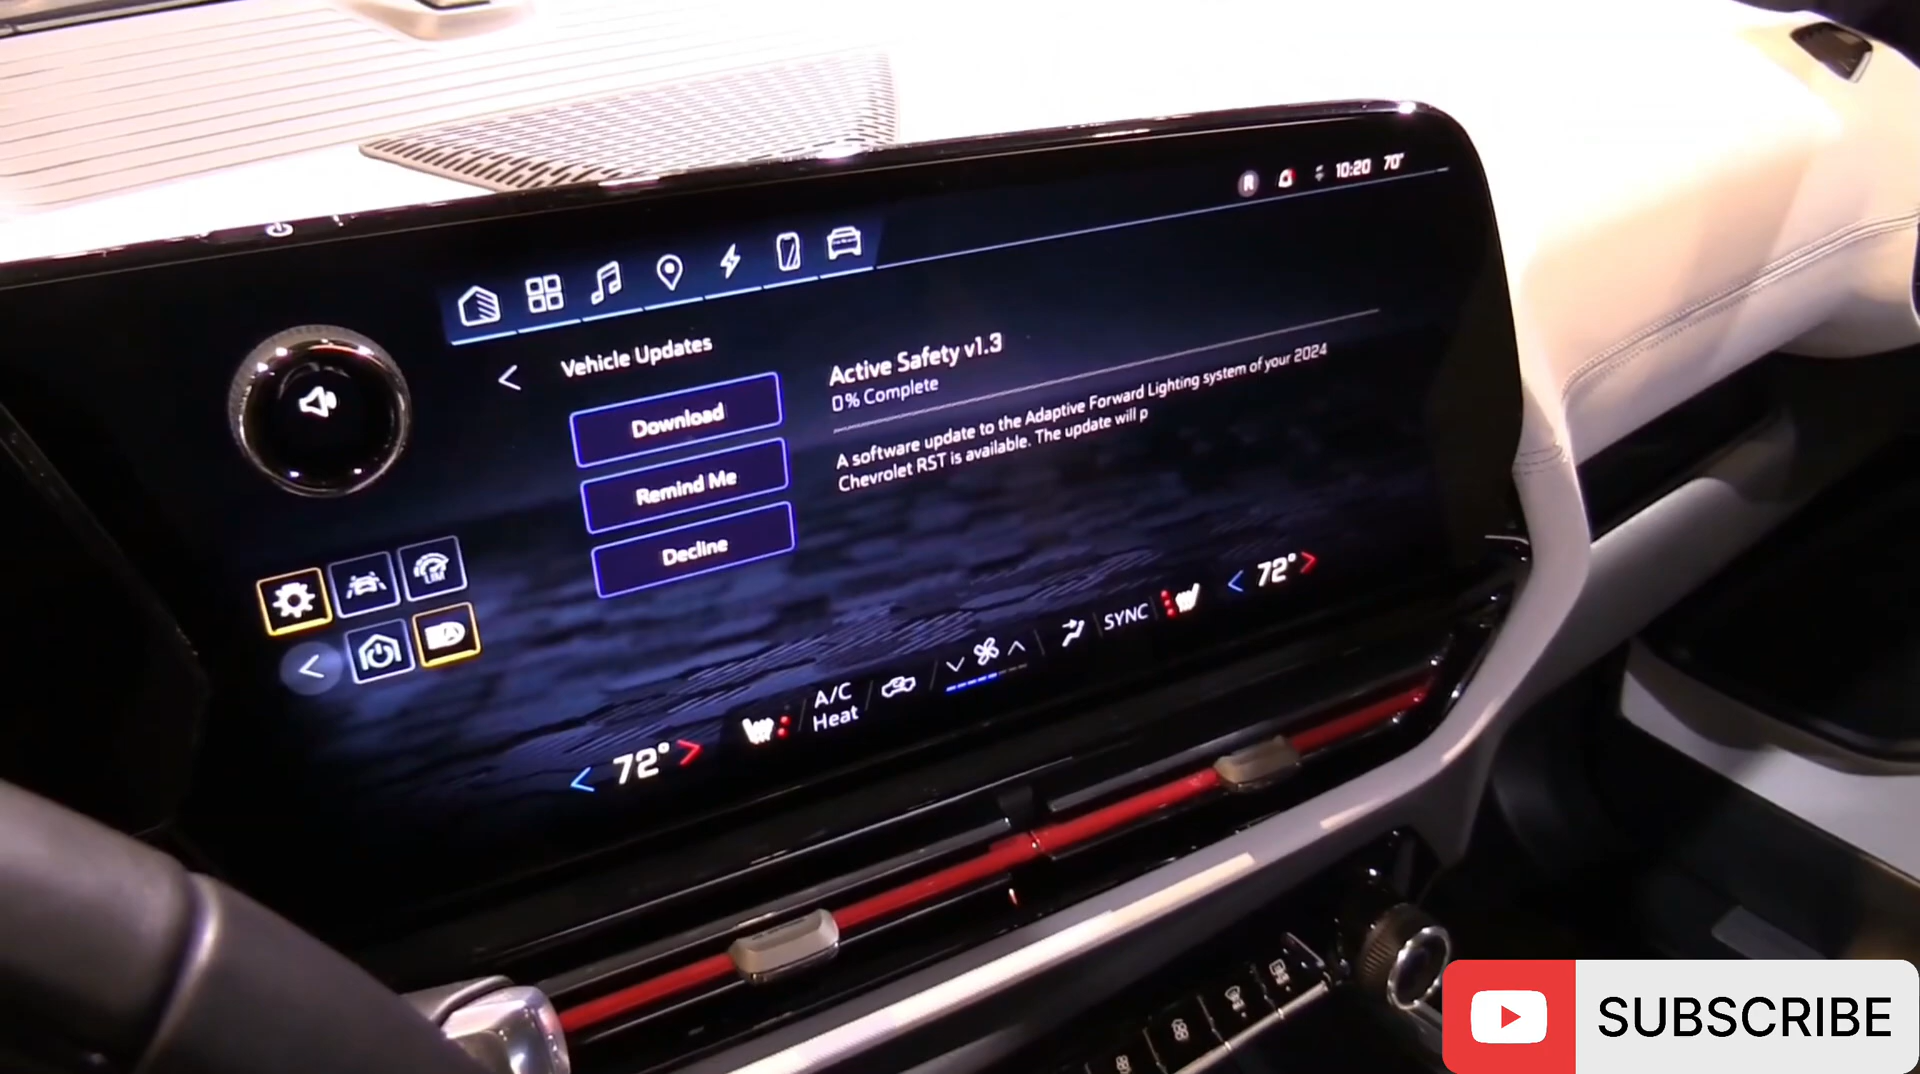 R 10:20 70°
Vehicle Updates
Download
Remind Me
Decline
Active Safety v1.3
0% Complete
A software update to the Adaptive Forward Lighting system of your 2024
Chevrolet RST is available. The update will p
LIM
A
72°
A/C
Heat
SYNC
72°
SUBSCRIBE